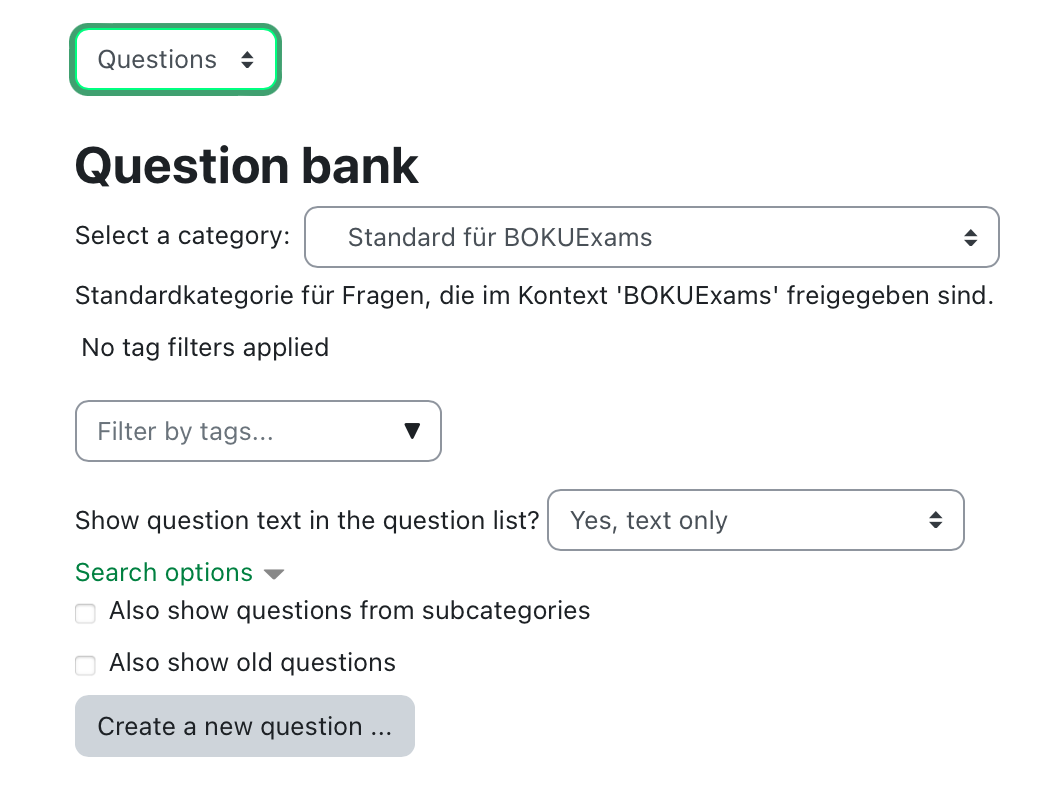 Questions
Question bank
Select a category: Standard für BOKUExams
Standardkategorie für Fragen, die im Kontext 'BOKUExams' freigegeben sind.
No tag filters applied
Filter by tags...
Show question text in the question list? Yes, text only
Search options
Also show questions from subcategories
Also show old questions
Create a new question ...